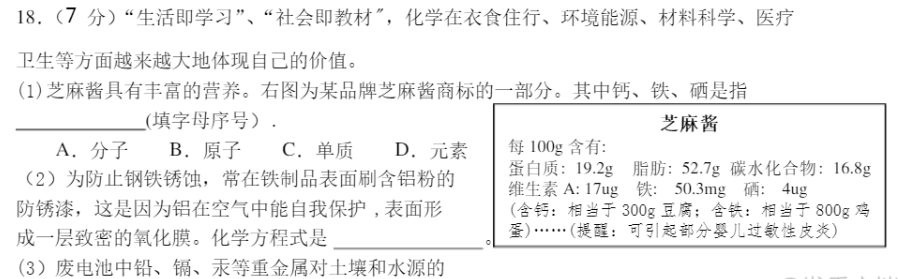 18.（7 分）“生活即学习”、“社会即教材"，化学在衣食住行、环境能源、材料科学、医疗
卫生等方面越来越大地体现自己的价值。
(1)芝麻酱具有丰富的营养。右图为某品牌芝麻酱商标的一部分。其中钙、铁、硒是指
____________(填字母序号）.
A. 分子 B. 原子 C. 单质 D. 元素
（2）为防止钢铁锈蚀，常在铁制品表面刷含铝粉的
防锈漆，这是因为铝在空气中能自我保护 , 表面形
成一层致密的氧化膜。化学方程式是 ______________。
（3）废电池中铅、镉、汞等重金属对土壤和水源的
芝麻酱
每 100g 含有:
蛋白质: 19.2g 脂肪: 52.7g 碳水化合物: 16.8g
维生素 A: 17ug 铁: 50.3mg 硒: 4ug
(含钙: 相当于 300g 豆腐; 含铁: 相当于 800g 鸡
蛋)……(提醒: 可引起部分婴儿过敏性皮炎)